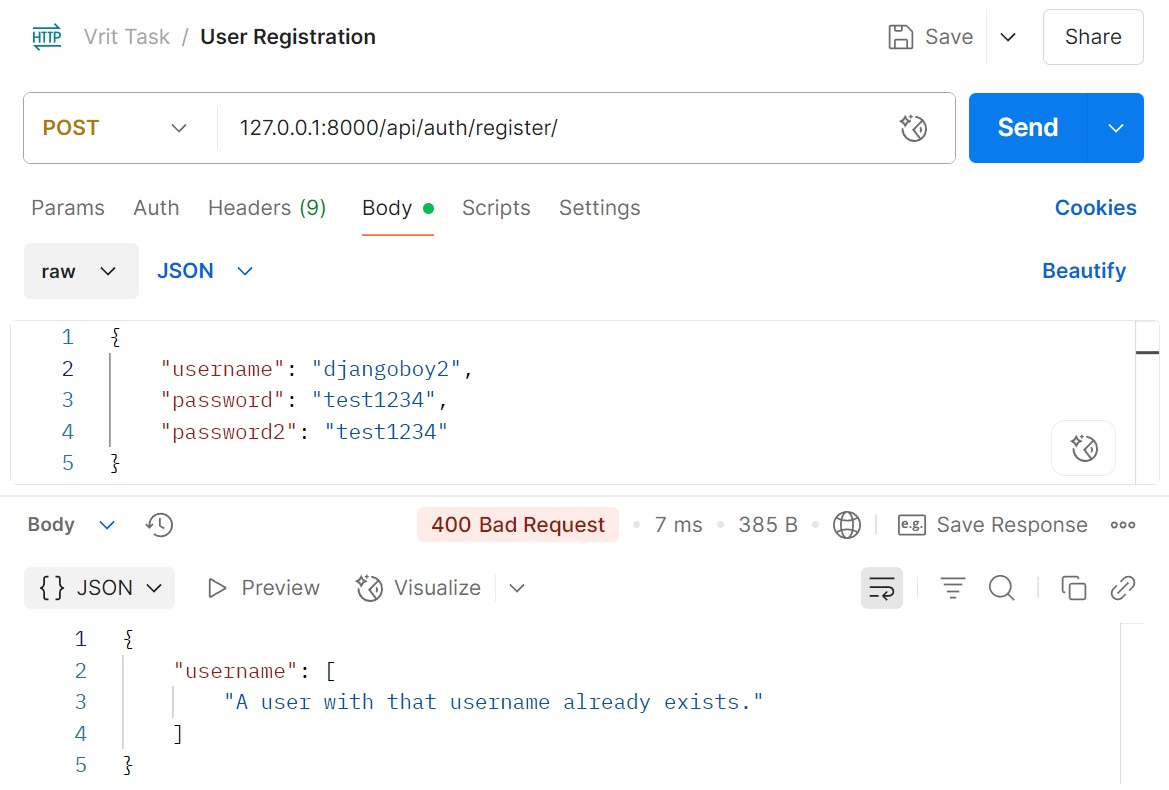 HTTP Vrit Task / User Registration Save Share
POST 127.0.0.1:8000/api/auth/register/ Send
Params Auth Headers (9) Body Scripts Settings Cookies
raw JSON Beautify
1 {
2 "username": "djangoboy2",
3 "password": "test1234",
4 "password2": "test1234"
5 }
Body 400 Bad Request 7 ms 385 B e.g. Save Response
{} JSON Preview Visualize
1 {
2 "username": [
3 "A user with that username already exists."
4 ]
5 }